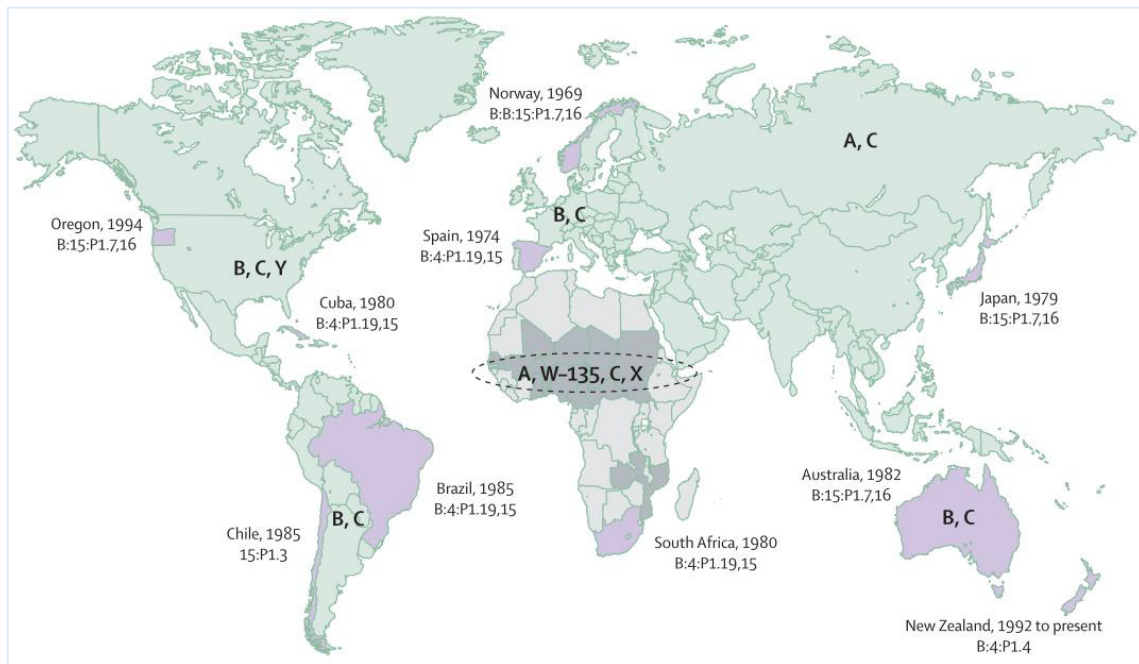 Norway, 1969
B:B:15:P1.7,16
A, C
Oregon, 1994
B:15:P1.7,16
B, C
Spain, 1974
B:4:P1.19,15
B, C, Y
Cuba, 1980
B:4:P1.19,15
Japan, 1979
B:15:P1.7,16
A, W–135, C, X
Australia, 1982
B:15:P1.7,16
Brazil, 1985
B:4:P1.19,15
B, C
B, C
Chile, 1985
15:P1.3
South Africa, 1980
B:4:P1.19,15
New Zealand, 1992 to present
B:4:P1.4